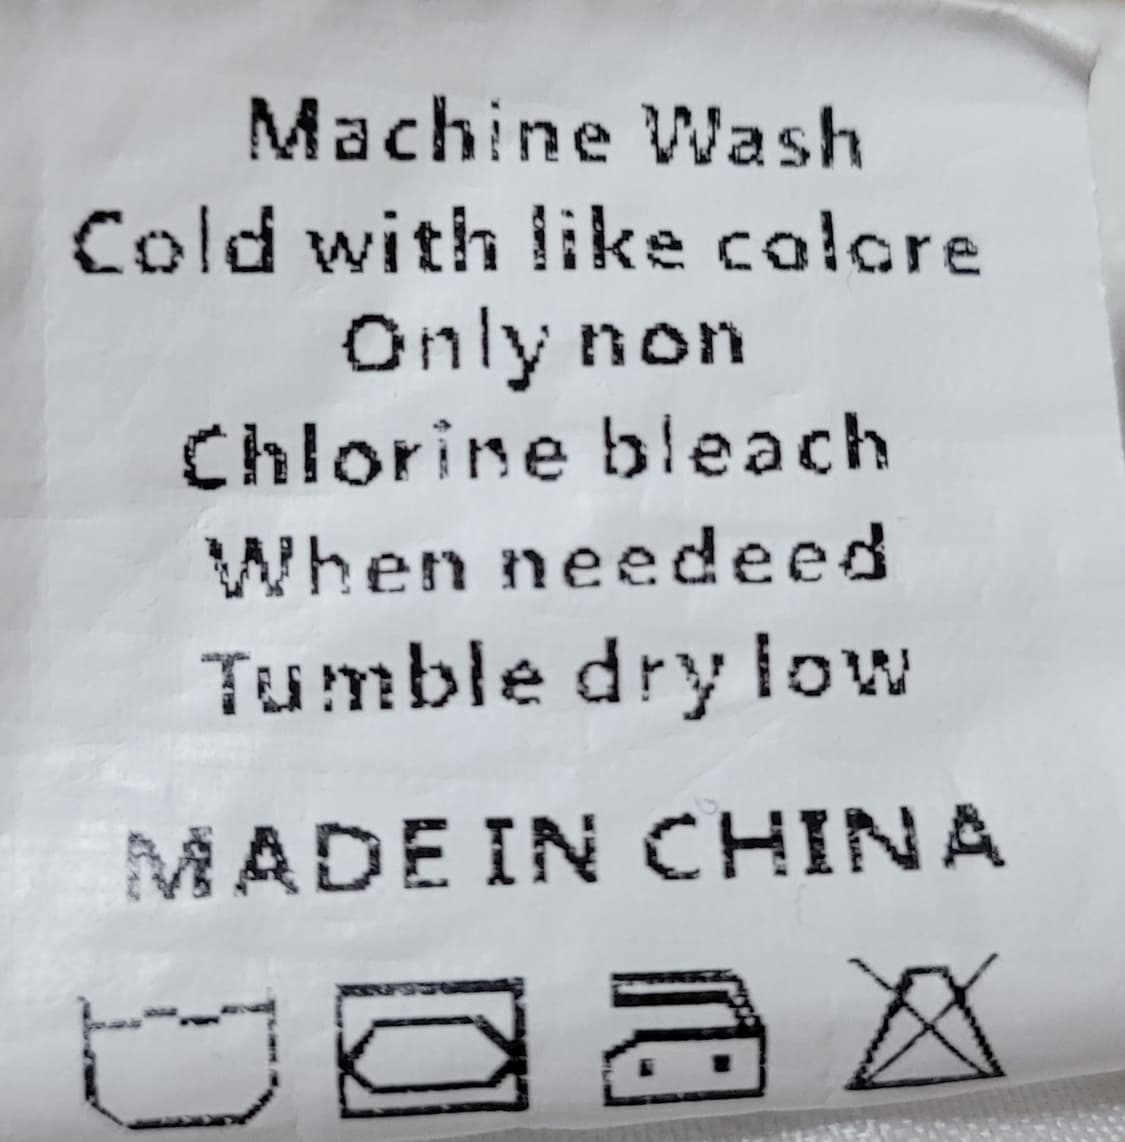 Machine Wash
Cold with like colore
Only non
Chlorine bleach
When needeed
Tumble dry low
MADE IN CHINA